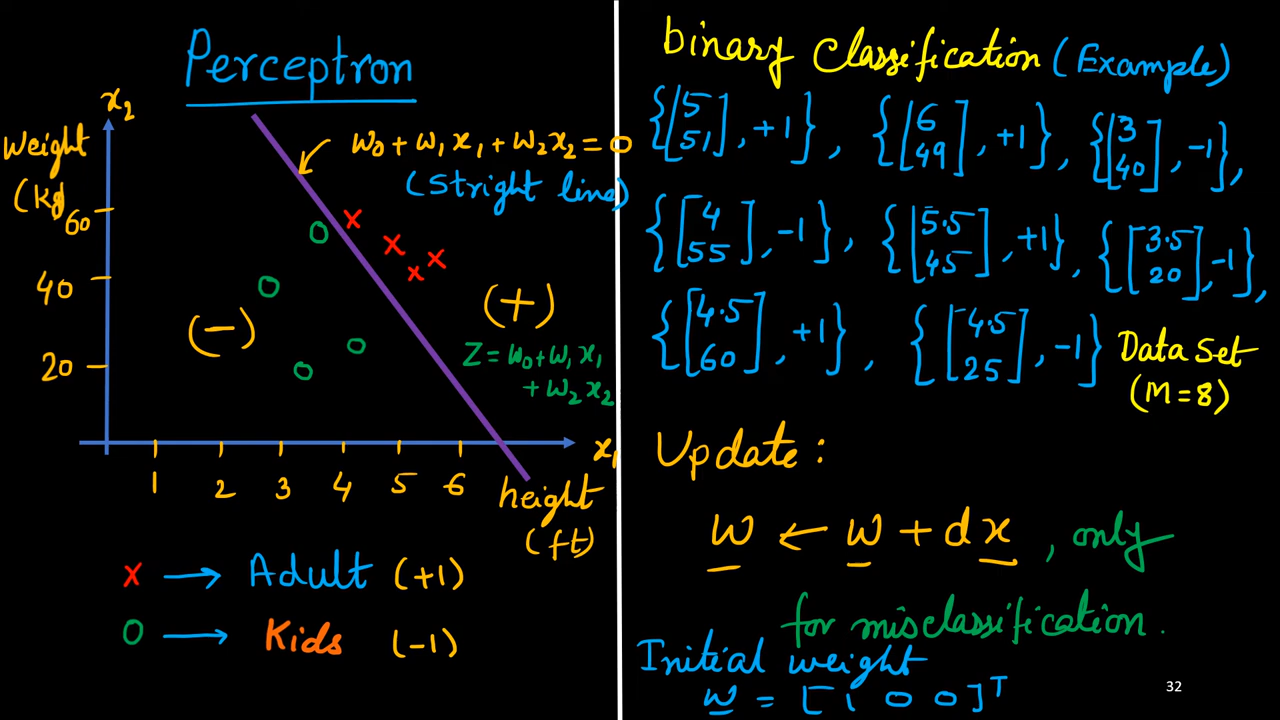 Perceptron
x₂
Weight
(Kg
60
40
20
w₀ + w₁x₁ + w₂x₂ = 0
(Stright line)
(−)
(+)
Z = w₀ + w₁x₁
+ w₂x₂
x₁
1 2 3 4 5 6
height
(ft)
x → Adult (+1)
o → Kids (-1)
binary Classification (Example)
{[5 51], +1}, {[6 49], +1}, {[3 40], -1},
{[4 55], -1}, {[5.5 45], +1}, {[3.5 20], -1},
{[4.5 60], +1}, {[4.5 25], -1}
Data Set
(M = 8)
Update:
w ← w + dx, only
for misclassification.
Initial weight
w = [1 0 0]ᵀ
32